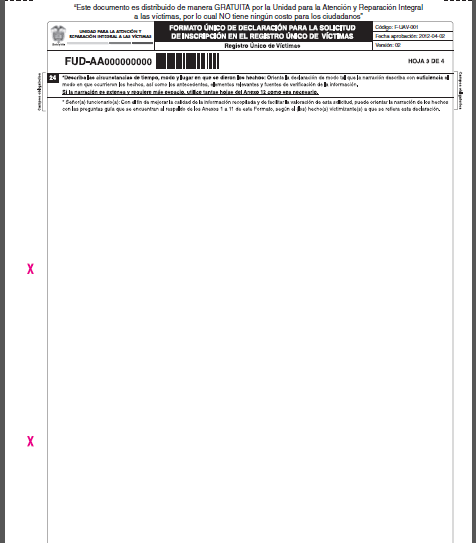 "Este documento es distribuido de manera GRATUITA por la Unidad para la Atención y Reparación Integral
a las víctimas, por lo cual NO tiene ningún costo para los ciudadanos"
UNIDAD PARA LA ATENCIÓN Y
REPARACIÓN INTEGRAL A LAS VÍCTIMAS
FORMATO ÚNICO DE DECLARACIÓN PARA LA SOLICITUD
DE INSCRIPCIÓN EN EL REGISTRO ÚNICO DE VÍCTIMAS
Registro Único de Víctimas
Código: F-UAV-001
Fecha aprobación: 2012-04-02
Versión: 02
FUD-AA000000000
HOJA 3 DE 4
24 *Describa las circunstancias de tiempo, modo y lugar en que se dieron los hechos: Oriente la declaración de modo tal que la narración describa con suficiencia el
modo en que ocurrieron los hechos, así como los antecedentes, elementos relevantes y fuentes de verificación de la información.
Si la narración es extensa y requiere más espacio, utilice tantas hojas del Anexo 12 como sea necesario.
* Señor(a) funcionario(a): Con el fin de mejorar la calidad de la información recopilada y de facilitar la valoración de esta solicitud, puede orientar la narración de los hechos
con las preguntas guía que se encuentran al respaldo de los Anexos 1 a 11 de este Formato, según el (los) hecho(s) victimizante(s) a que se refiera esta declaración.
Campos obligatorios
Campos obligatorios
X
X